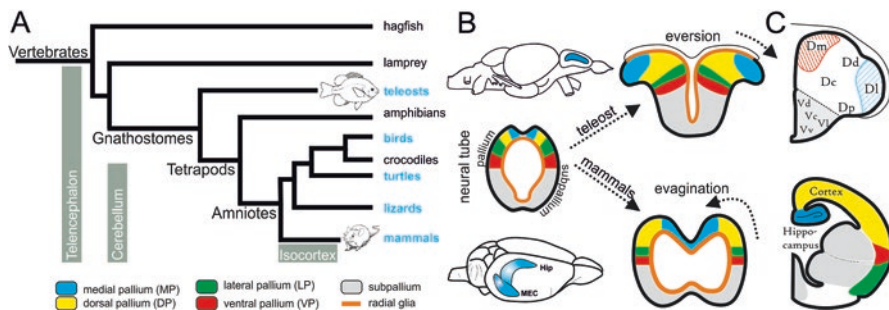 A
Vertebrates
hagfish
lamprey
teleosts
Gnathostomes
amphibians
birds
Tetrapods
crocodiles
turtles
Amniotes
lizards
mammals
Telencephalon
Cerebellum
Isocortex
medial pallium (MP)
dorsal pallium (DP)
lateral pallium (LP)
ventral pallium (VP)
subpallium
radial glia
B
eversion
neural tube
pallium
subpallium
teleost
mammals
evagination
Hip
MEC
C
Dm
Dd
Dc
Dl
Dp
Vd
Vc
Vl
Vv
Cortex
Hippo-
campus